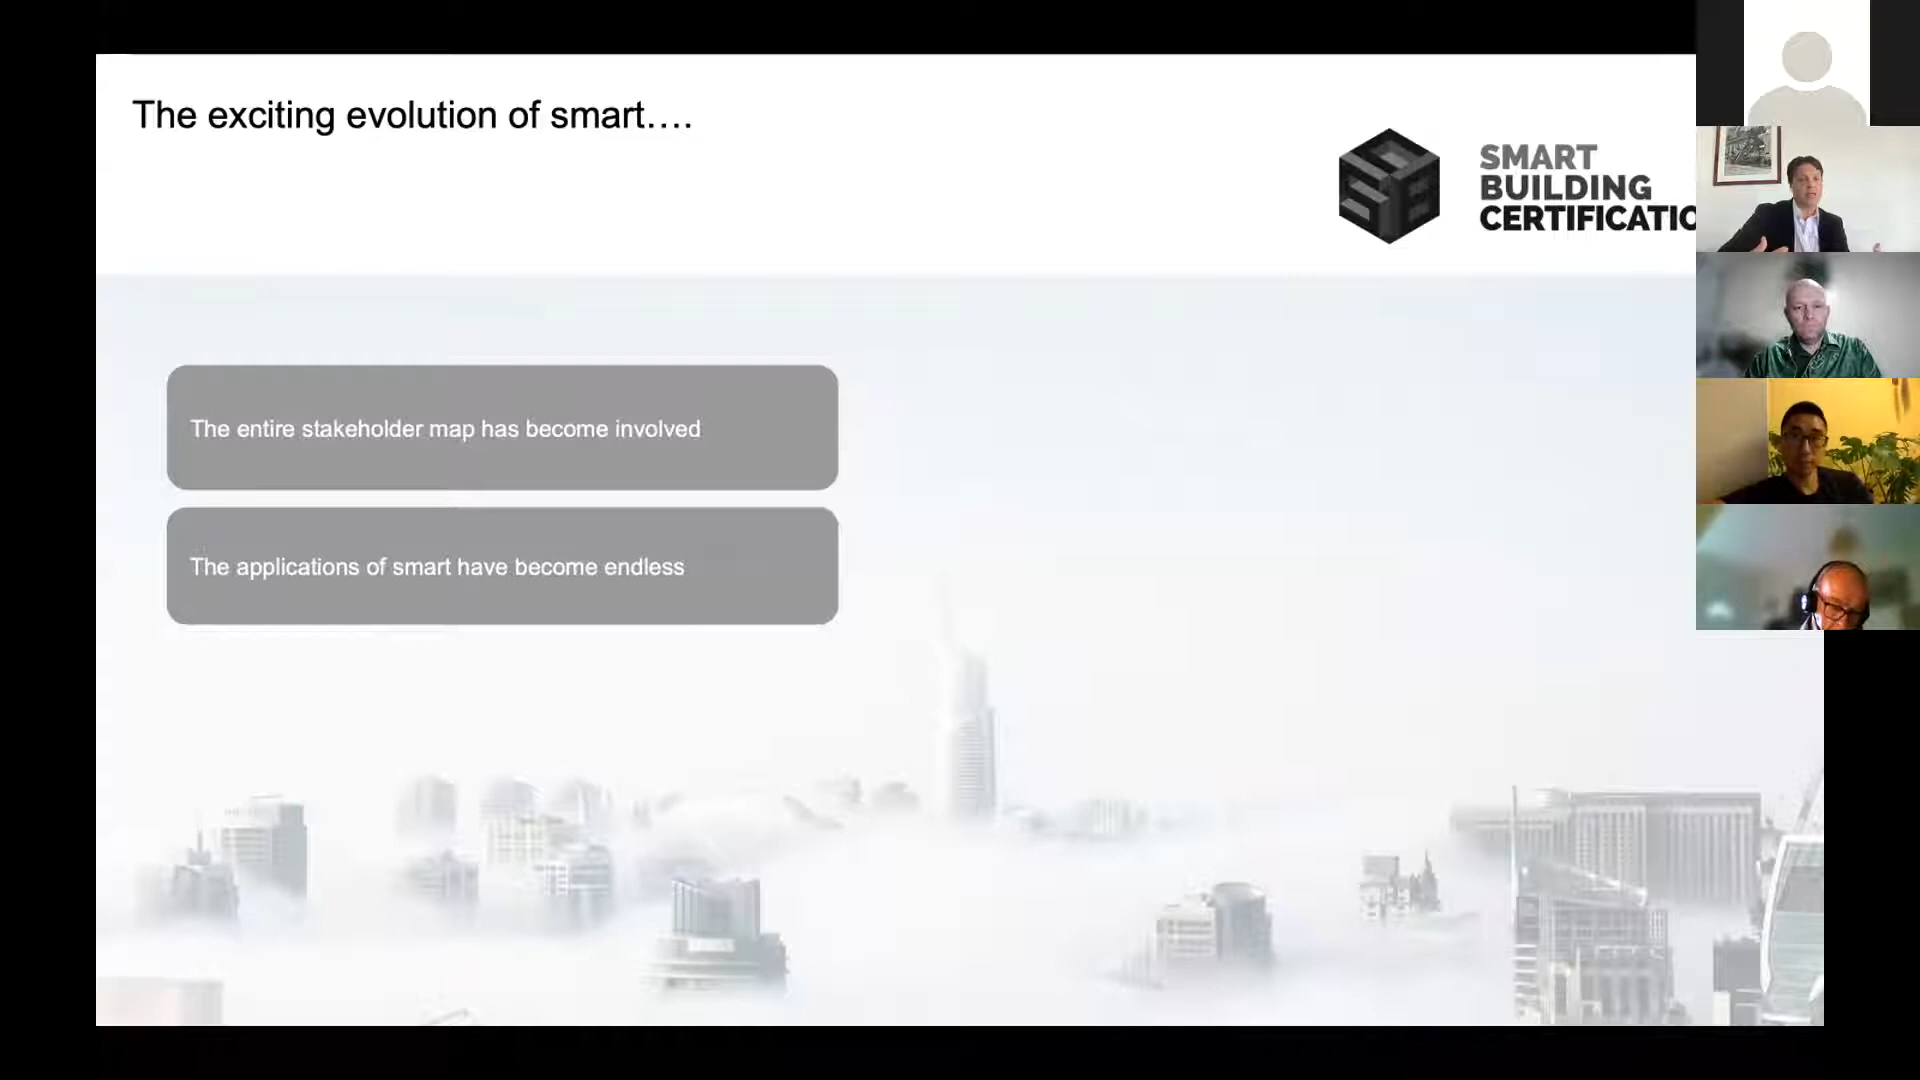 The exciting evolution of smart....
SMART
BUILDING
CERTIFICATIO
The entire stakeholder map has become involved
The applications of smart have become endless